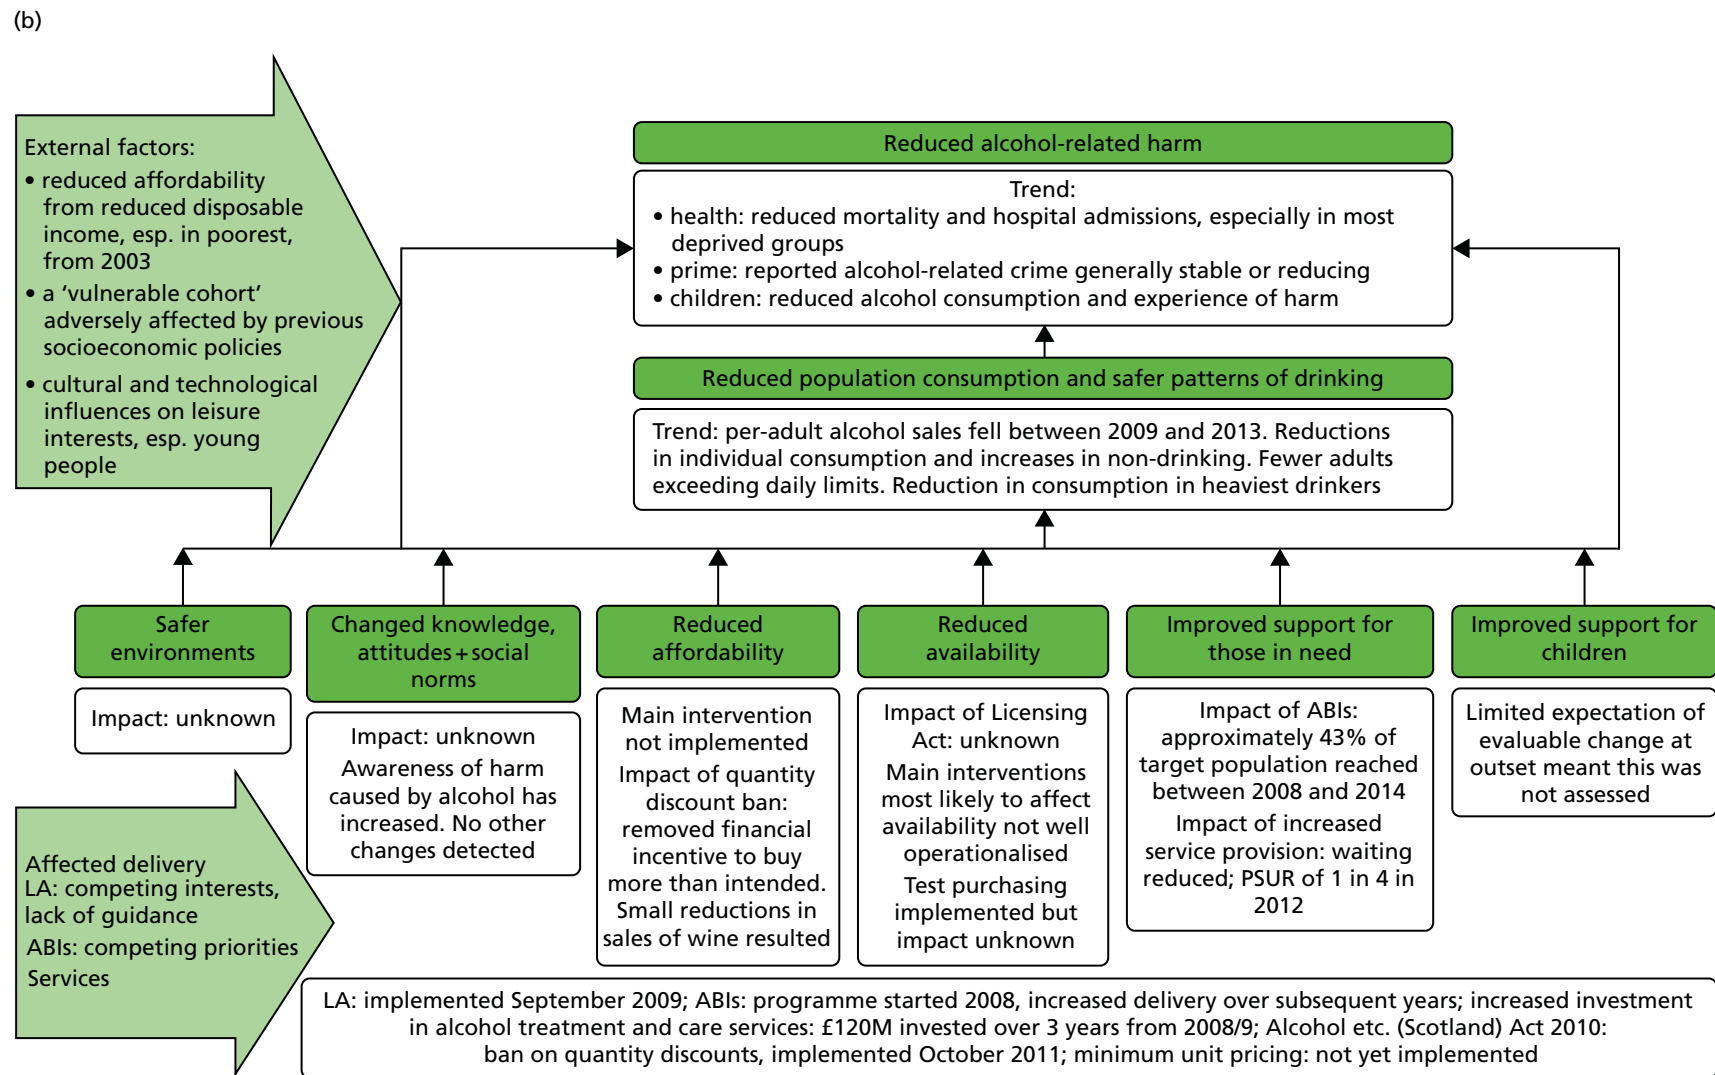 (b)
External factors:
• reduced affordability
from reduced disposable
income, esp. in poorest,
from 2003
• a ‘vulnerable cohort’
adversely affected by previous
socioeconomic policies
• cultural and technological
influences on leisure
interests, esp. young
people
Reduced alcohol-related harm
Trend:
• health: reduced mortality and hospital admissions, especially in most
deprived groups
• prime: reported alcohol-related crime generally stable or reducing
• children: reduced alcohol consumption and experience of harm
Reduced population consumption and safer patterns of drinking
Trend: per-adult alcohol sales fell between 2009 and 2013. Reductions
in individual consumption and increases in non-drinking. Fewer adults
exceeding daily limits. Reduction in consumption in heaviest drinkers
Safer
environments
Impact: unknown
Changed knowledge,
attitudes + social
norms
Impact: unknown
Awareness of harm
caused by alcohol has
increased. No other
changes detected
Reduced
affordability
Main intervention
not implemented
Impact of quantity
discount ban:
removed financial
incentive to buy
more than intended.
Small reductions in
sales of wine resulted
Reduced
availability
Impact of Licensing
Act: unknown
Main interventions
most likely to affect
availability not well
operationalised
Test purchasing
implemented but
impact unknown
Improved support for
those in need
Impact of ABIs:
approximately 43% of
target population reached
between 2008 and 2014
Impact of increased
service provision: waiting
reduced; PSUR of 1 in 4 in
2012
Improved support for
children
Limited expectation of
evaluable change at
outset meant this was
not assessed
Affected delivery
LA: competing interests,
lack of guidance
ABIs: competing priorities
Services
LA: implemented September 2009; ABIs: programme started 2008, increased delivery over subsequent years; increased investment
in alcohol treatment and care services: £120M invested over 3 years from 2008/9; Alcohol etc. (Scotland) Act 2010:
ban on quantity discounts, implemented October 2011; minimum unit pricing: not yet implemented